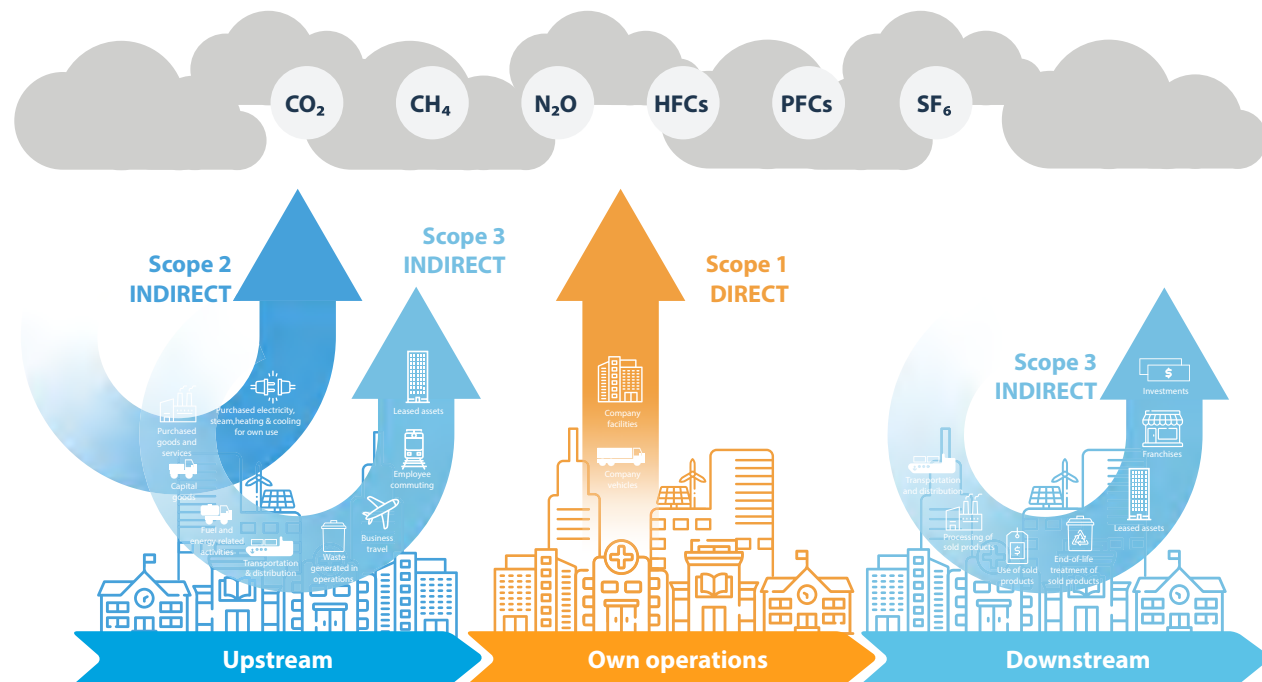 CO₂
CH₄
N₂O
HFCs
PFCs
SF₆
Scope 2
INDIRECT
Purchased electricity,
steam,heating & cooling
for own use
Scope 3
INDIRECT
Purchased
goods and
services
Capital
goods
Fuel and
energy related
activities
Transportation
& distribution
Waste
generated in
operations
Business
travel
Employee
commuting
Leased assets
Scope 1
DIRECT
Company
facilities
Company
vehicles
Scope 3
INDIRECT
Transportation
and distribution
Processing of
sold products
Use of sold
products
End-of-life
treatment of
sold products
Leased assets
Franchises
Investments
$
$
Upstream
Own operations
Downstream